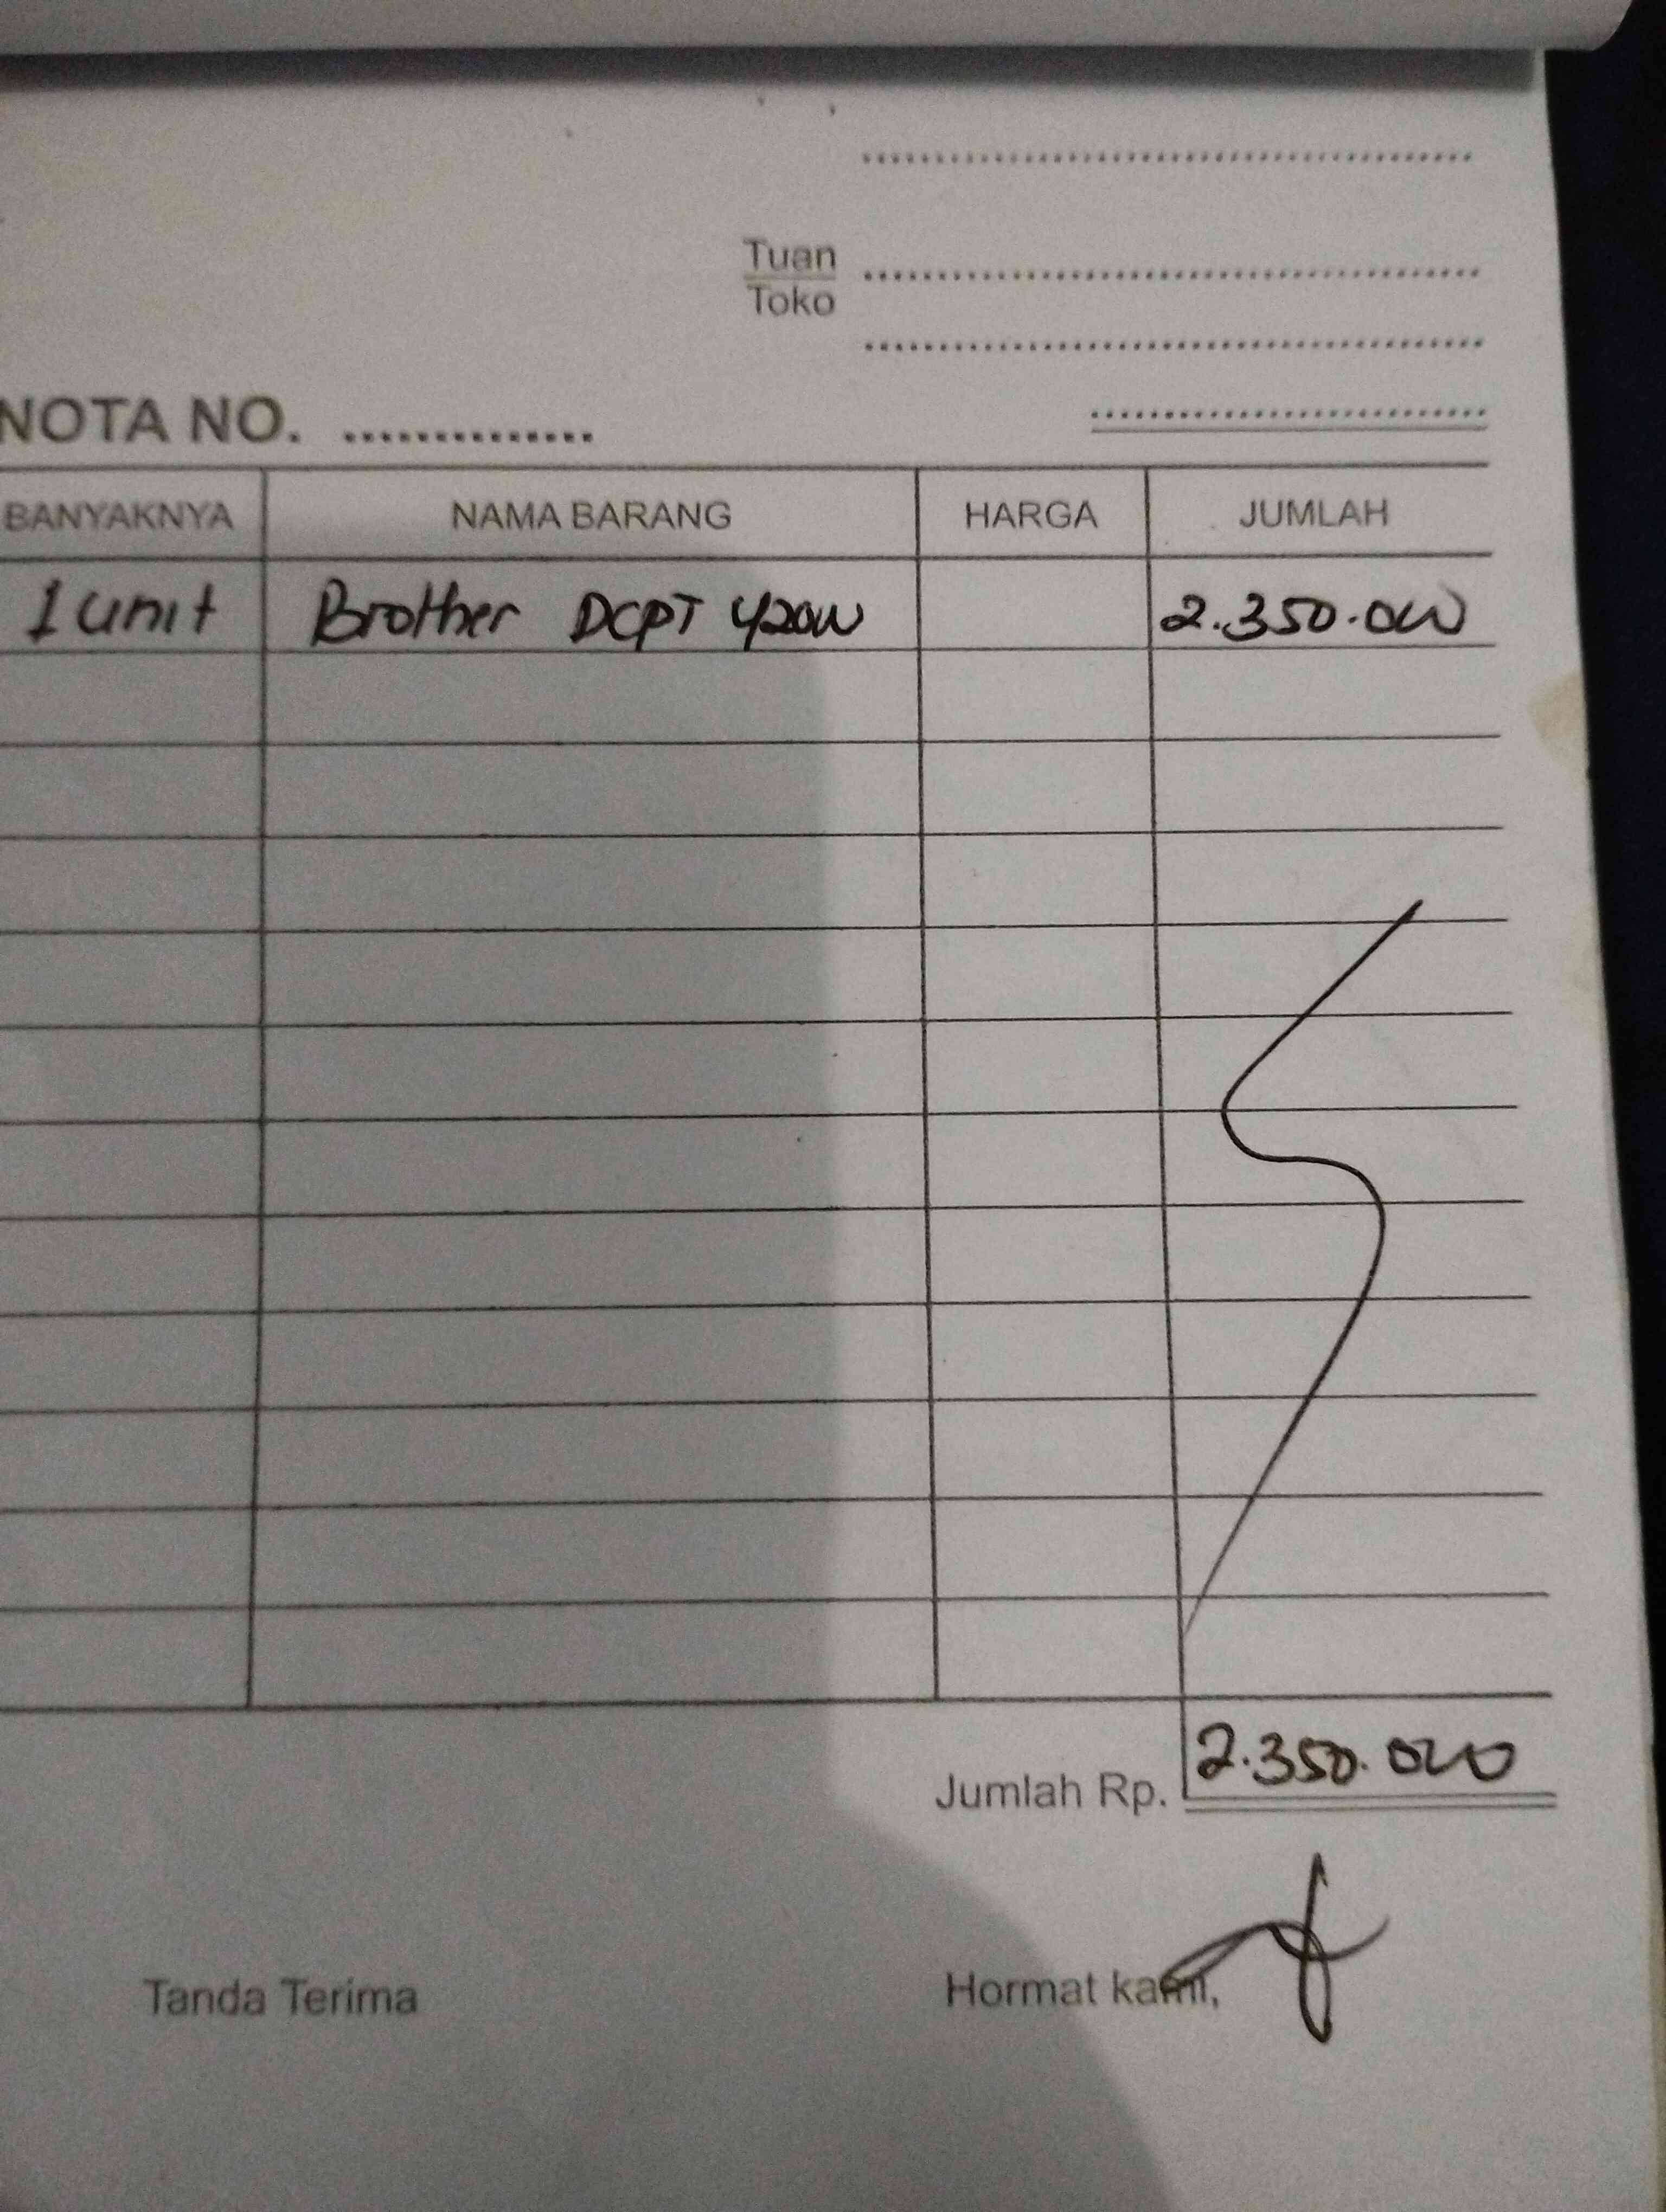 Tuan
Toko
NOTA NO. ..............
BANYAKNYA NAMA BARANG HARGA JUMLAH
1 unit Brother DCPT 420W 2.350.000
Jumlah Rp. 2.350.000
Tanda Terima Hormat kami,